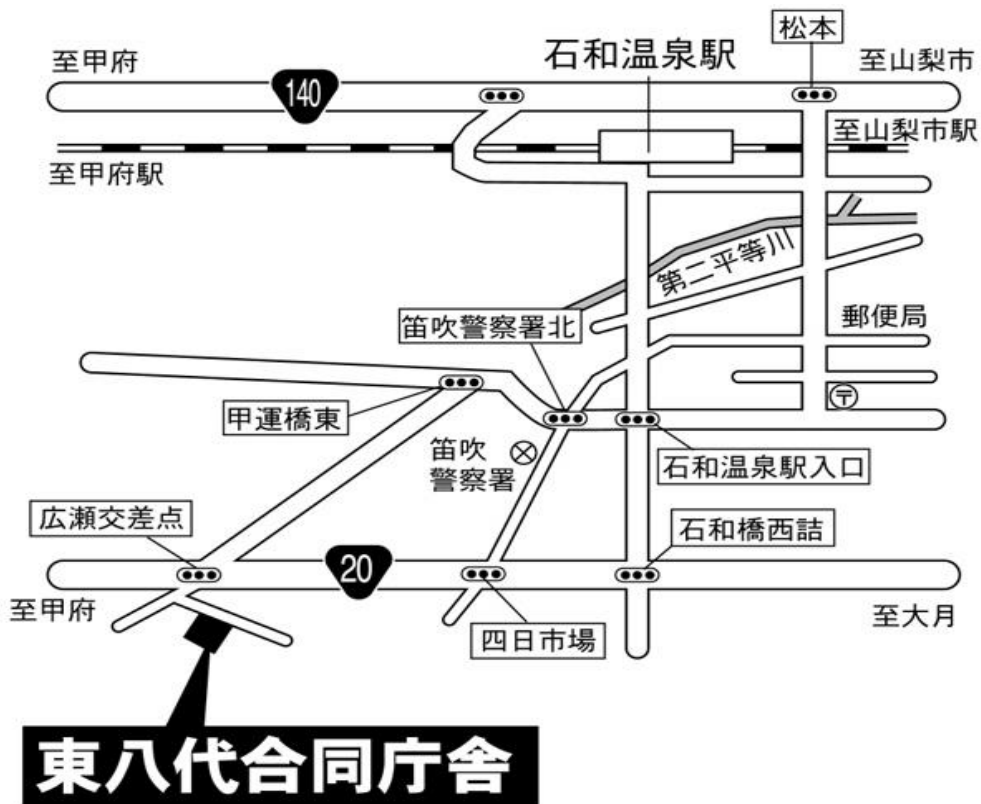 松本
至甲府
石和温泉駅
至山梨市
140
至山梨市駅
至甲府駅
第二平等川
笛吹警察署北
郵便局
甲運橋東
〒
笛吹
警察署
石和温泉駅入口
広瀬交差点
石和橋西詰
20
至甲府
四日市場
至大月
東八代合同庁舎